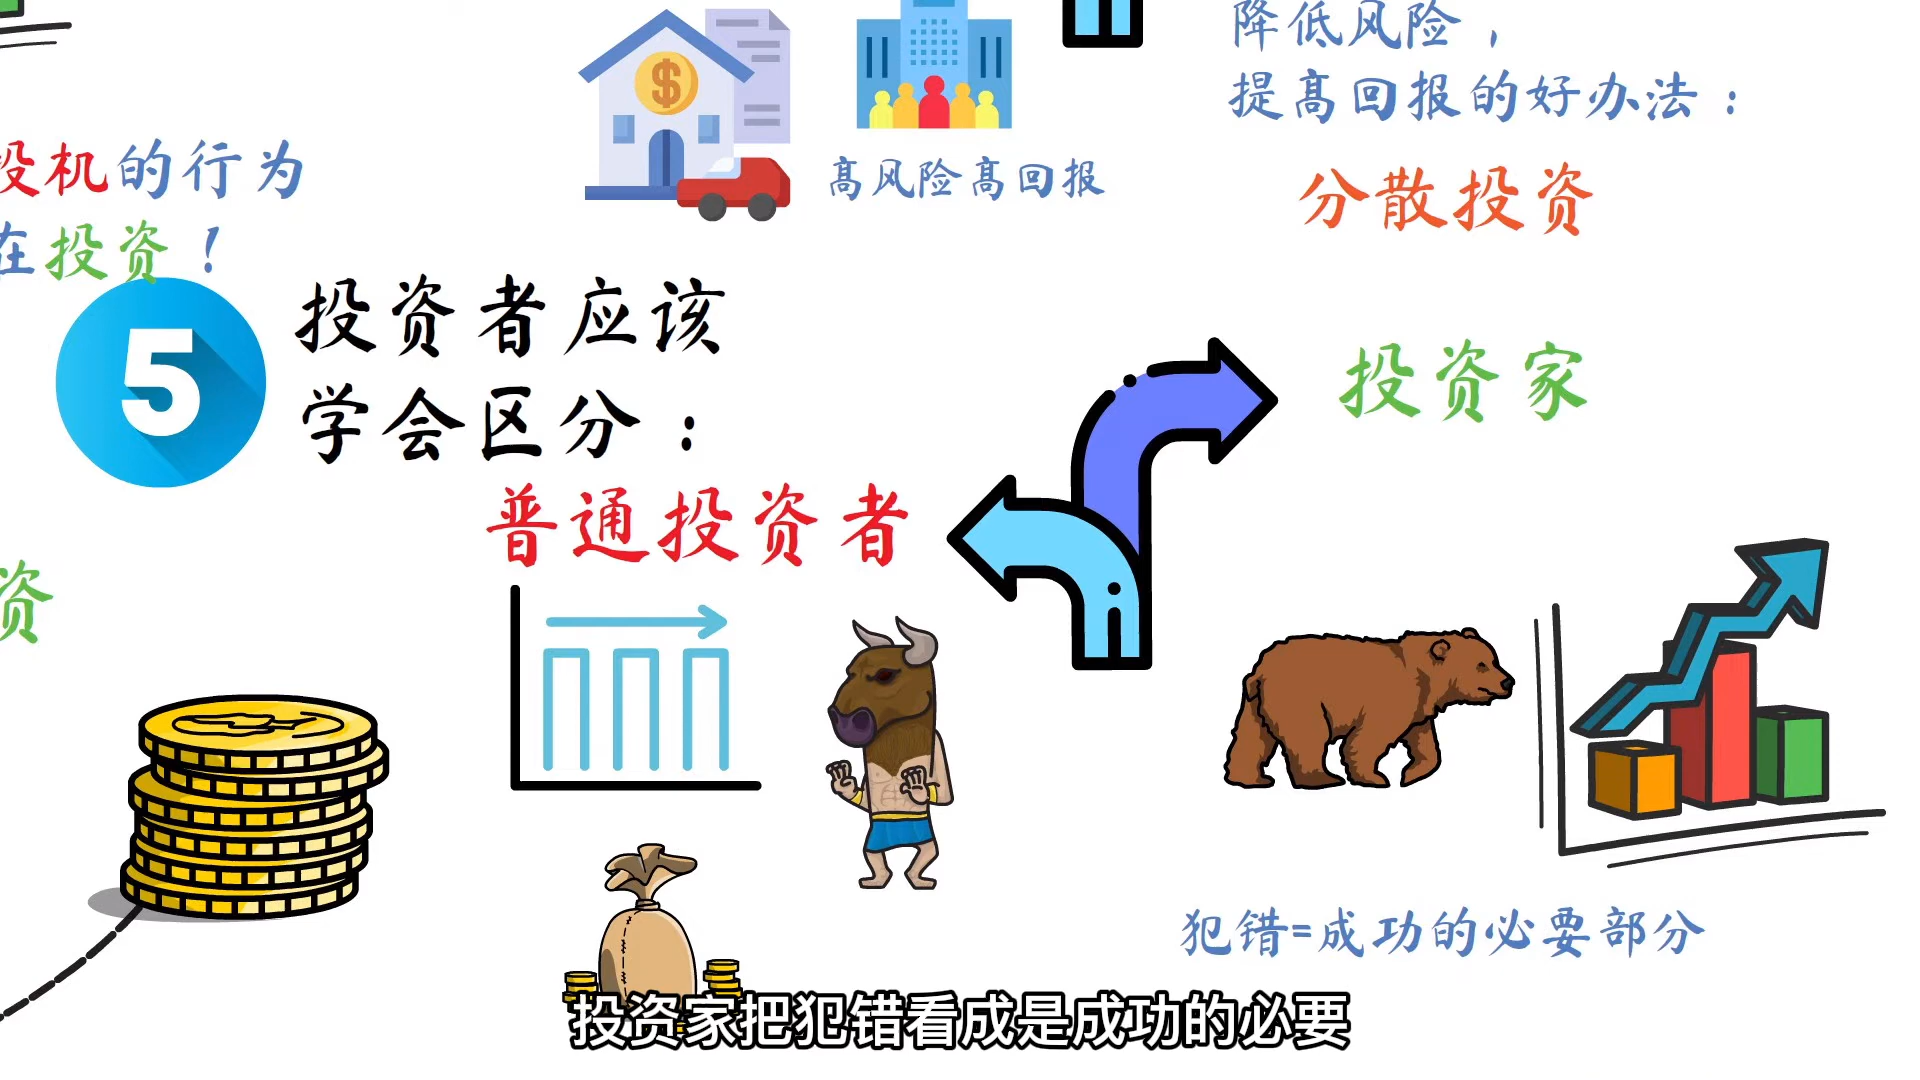 降低风险，
提高回报的好办法：
分散投资
$
高风险高回报
投机的行为
在投资！
5
投资者应该
学会区分：
普通投资者
投资家
资
犯错=成功的必要部分
投资家把犯错看成是成功的必要